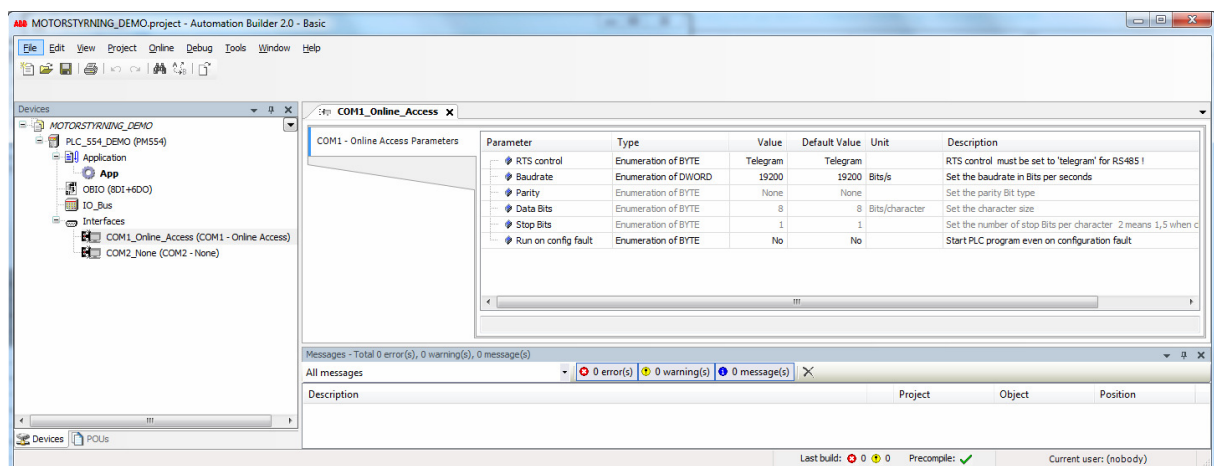 ABB MOTORSTYRNING_DEMO.project - Automation Builder 2.0 - Basic
File Edit View Project Online Debug Tools Window Help
Devices
MOTORSTYRNING_DEMO
PLC_554_DEMO (PM554)
Application
App
OBIO (8DI+6DO)
IO_Bus
Interfaces
COM1_Online_Access (COM1 - Online Access)
COM2_None (COM2 - None)
Devices POUs
COM1_Online_Access
COM1 - Online Access Parameters
Parameter Type Value Default Value Unit Description
RTS control Enumeration of BYTE Telegram Telegram RTS control must be set to 'telegram' for RS485 !
Baudrate Enumeration of DWORD 19200 19200 Bits/s Set the baudrate in Bits per seconds
Parity Enumeration of BYTE None None Set the parity Bit type
Data Bits Enumeration of BYTE 8 8 Bits/character Set the character size
Stop Bits Enumeration of BYTE 1 1 Set the number of stop Bits per character 2 means 1,5 when c
Run on config fault Enumeration of BYTE No No Start PLC program even on configuration fault
Messages - Total 0 error(s), 0 warning(s), 0 message(s)
All messages 0 error(s) 0 warning(s) 0 message(s)
Description Project Object Position
Last build: 0 0 Precompile: Current user: (nobody)